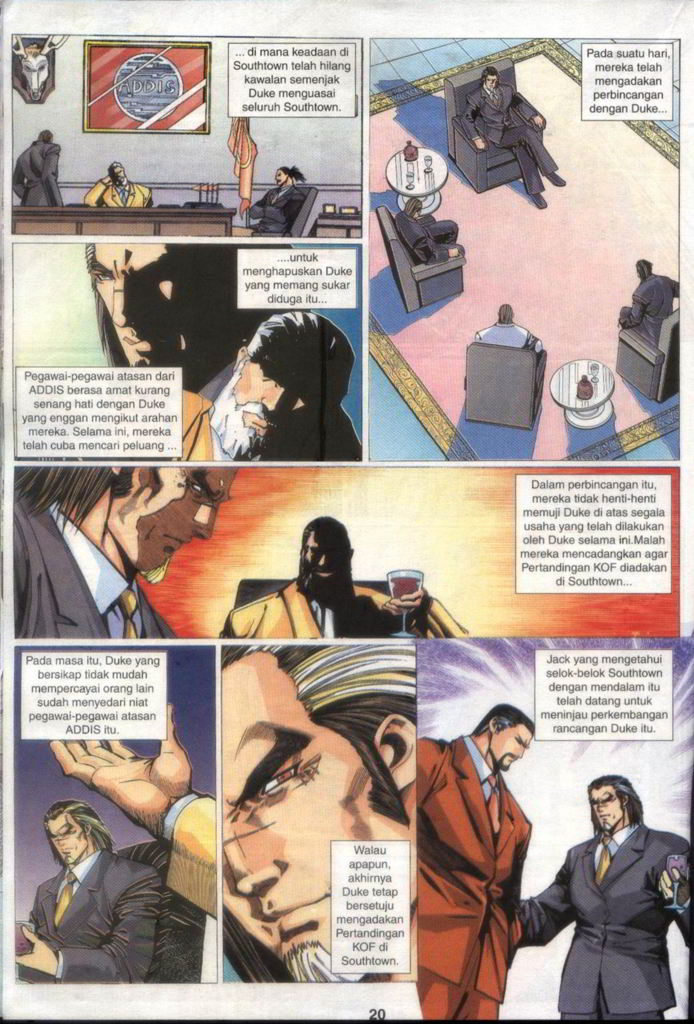 ... di mana keadaan di
Southtown telah hilang
kawalan semenjak
Duke menguasai
seluruh Southtown.
ADDIS
Pada suatu hari,
mereka telah
mengadakan
perbincangan
dengan Duke...
....untuk
menghapuskan Duke
yang memang sukar
diduga itu...
Pegawai-pegawai atasan dari
ADDIS berasa amat kurang
senang hati dengan Duke
yang enggan mengikut arahan
mereka. Selama ini, mereka
telah cuba mencari peluang ...
Dalam perbincangan itu,
mereka tidak henti-henti
memuji Duke di atas segala
usaha yang telah dilakukan
oleh Duke selama ini.Malah
mereka mencadangkan agar
Pertandingan KOF diadakan
di Southtown...
Pada masa itu, Duke yang
bersikap tidak mudah
mempercayai orang lain
sudah menyedari niat
pegawai-pegawai atasan
ADDIS itu.
Walau
apapun,
akhirnya
Duke tetap
bersetuju
mengadakan
Pertandingan
KOF di
Southtown.
Jack yang mengetahui
selok-belok Southtown
dengan mendalam itu
telah datang untuk
meninjau perkembangan
rancangan Duke itu.
20